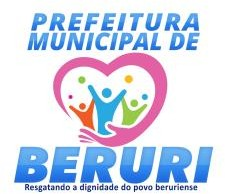 PREFEITURA
MUNICIPAL DE
BERURI
Resgatando a dignidade do povo beruriense